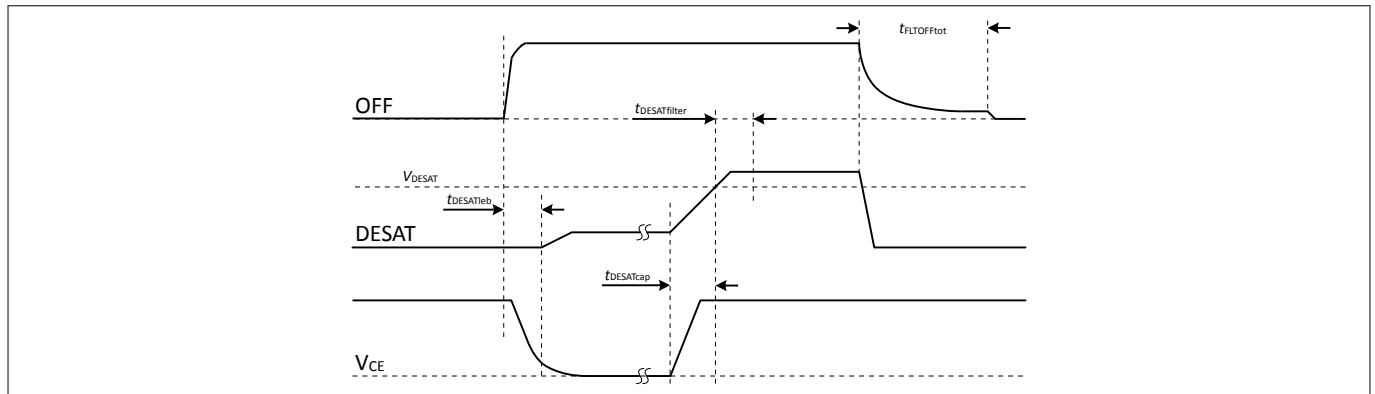 tFLTOFFtot
OFF
tDESATfilter
VDESAT
tDESATleb
DESAT
tDESATcap
VCE